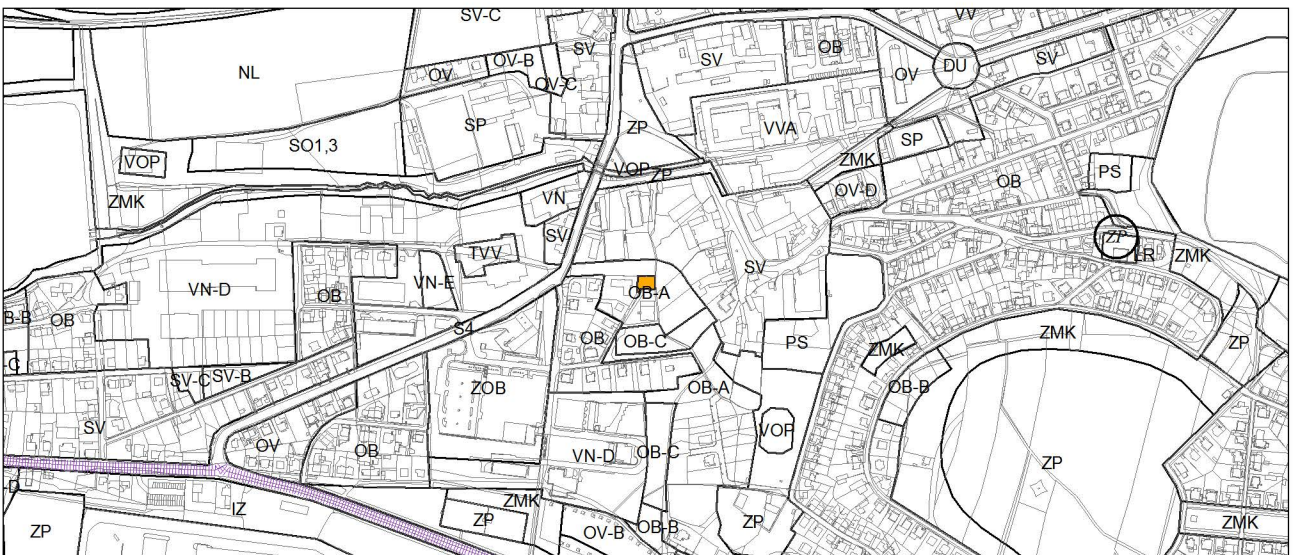 SV-C
VV
NL
OV
OV-B
SV
OV-C
SV
OB
OV
DU
SV
SP
ZP
VVA
SO1,3
VOP
VOP
ZP
ZMK
SP
OV-D
OB
PS
ZMK
VN
SV
TVV
ZP
LR
ZMK
VN-D
OB
VN-E
SV
OB-A
B-B
OB
S4
OB
OB-C
PS
ZMK
ZMK
ZP
-C
SV-C
SV-B
ZOB
OB-A
OB-B
SV
OV
OB
VN-D
OB-C
VOP
ZP
-D
IZ
ZMK
ZP
ZP
OV-B
OB-B
ZP
ZMK